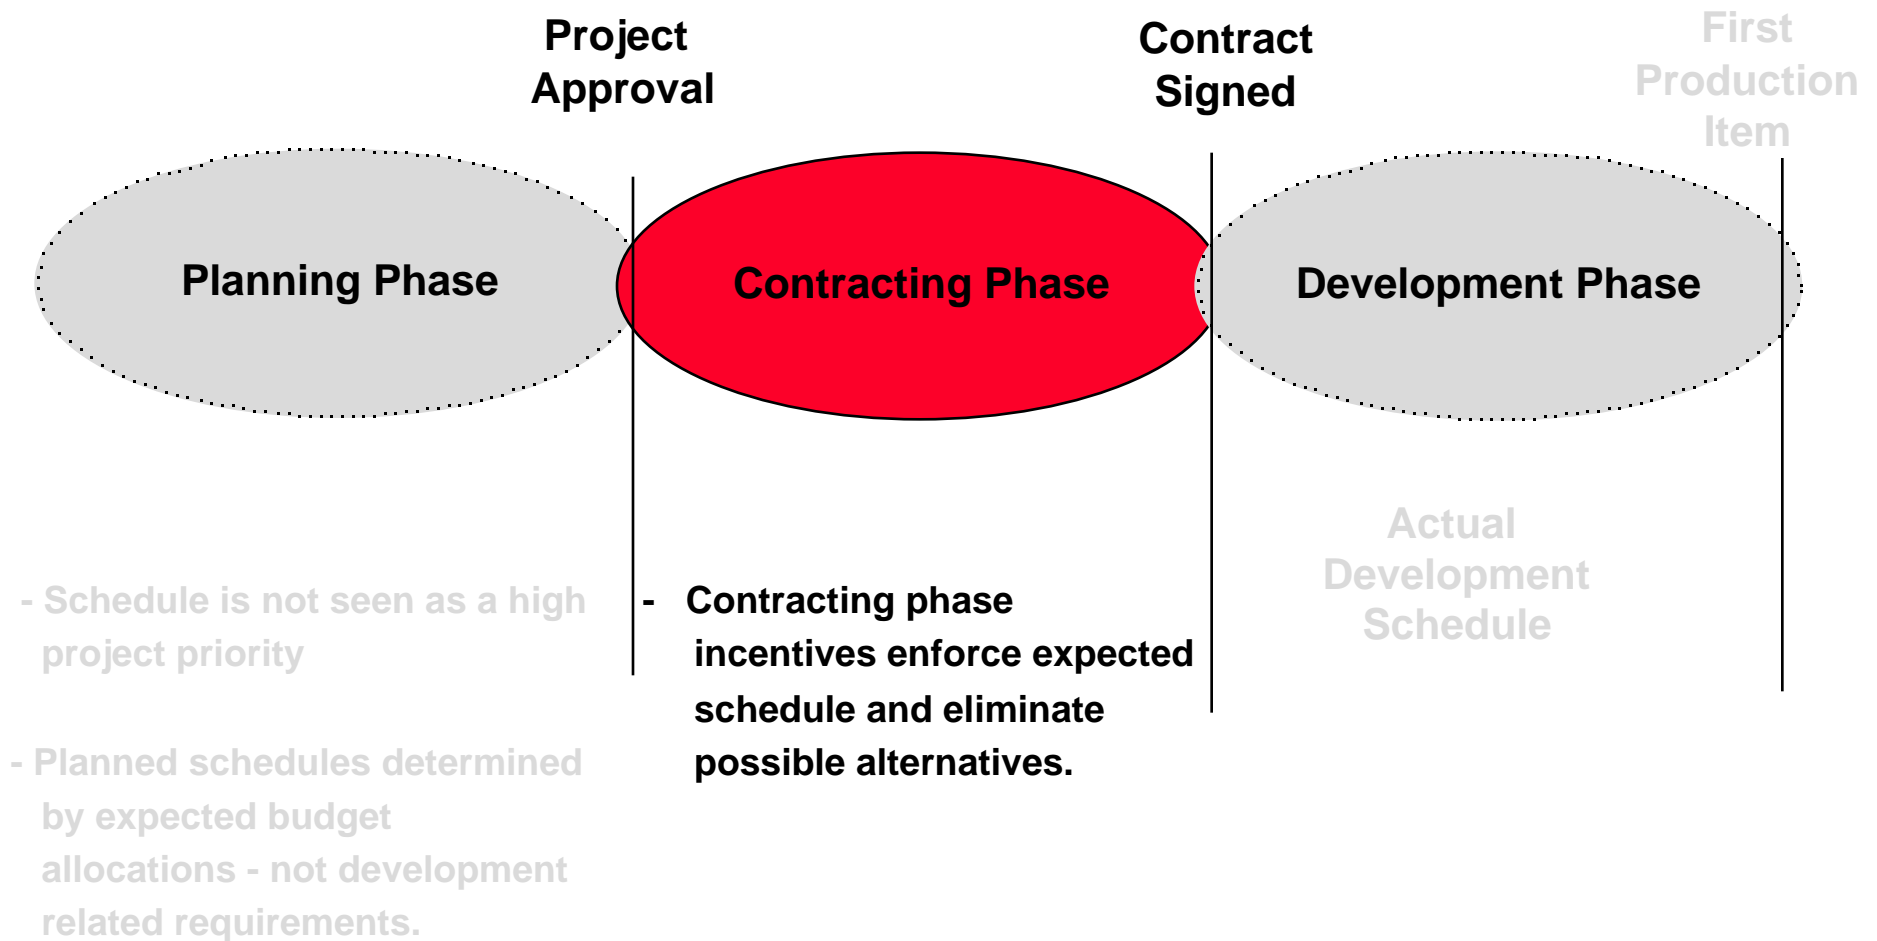 Project
Approval
Contract
Signed
First
Production
Item
Planning Phase
Contracting Phase
Development Phase
- Schedule is not seen as a high
project priority
- Planned schedules determined
by expected budget
allocations - not development
related requirements.
- Contracting phase
incentives enforce expected
schedule and eliminate
possible alternatives.
Actual
Development
Schedule